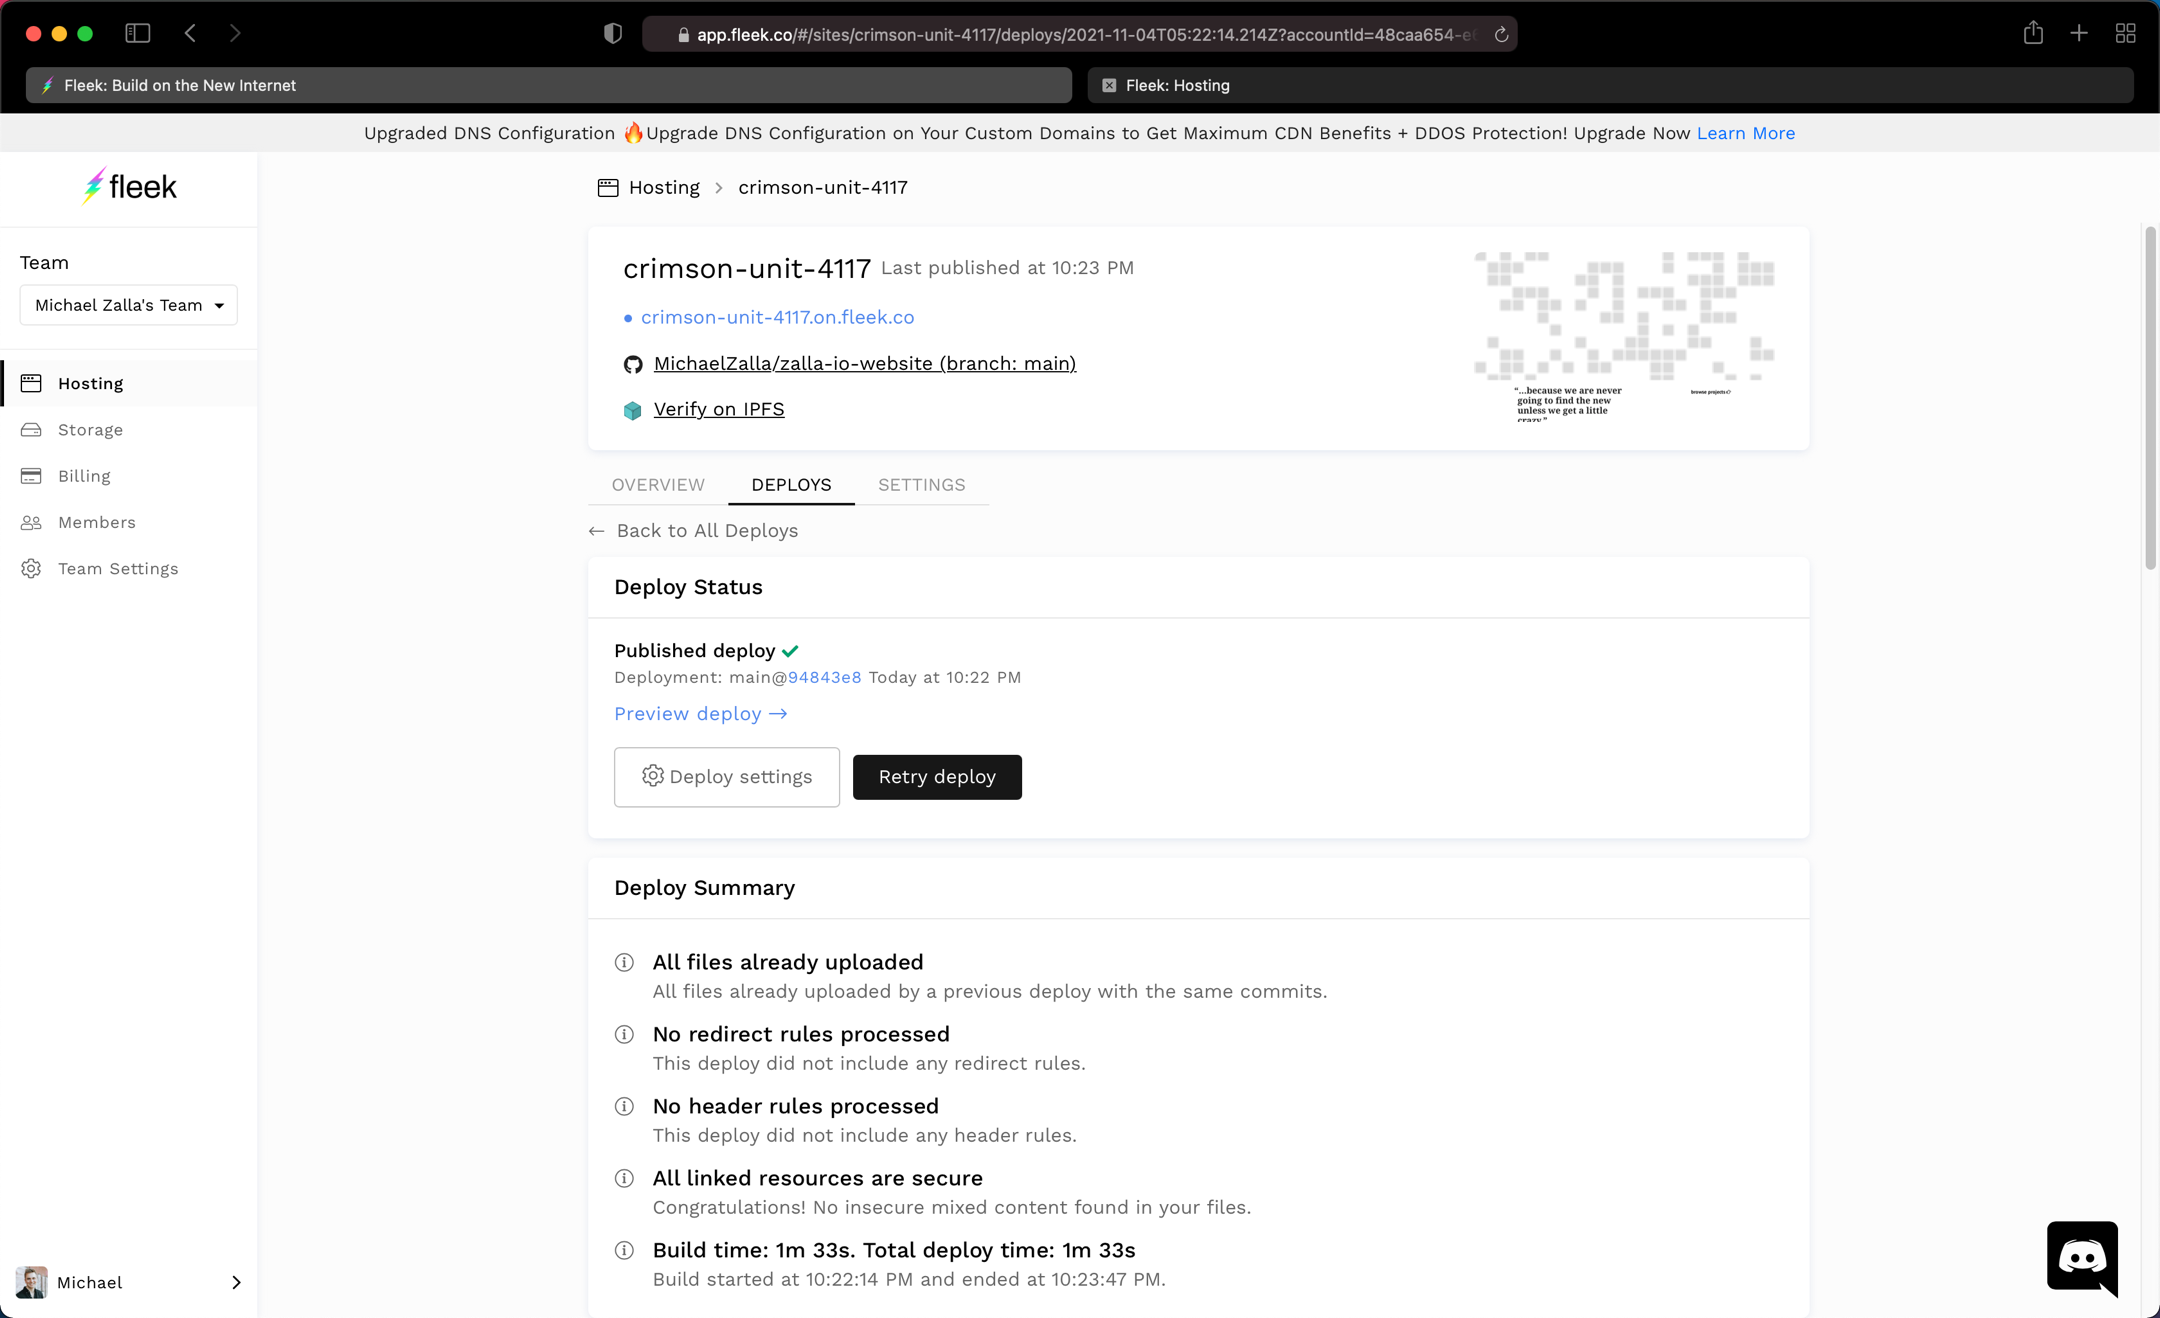 app.fleek.co/#/sites/crimson-unit-4117/deploys/2021-11-04T05:22:14.214Z?accountId=48caa654-e
Fleek: Build on the New Internet
Fleek: Hosting
Upgraded DNS Configuration 🔥Upgrade DNS Configuration on Your Custom Domains to Get Maximum CDN Benefits + DDOS Protection! Upgrade Now Learn More
fleek
Team
Michael Zalla's Team
Hosting
Storage
Billing
Members
Team Settings
Michael
Hosting > crimson-unit-4117
crimson-unit-4117 Last published at 10:23 PM
crimson-unit-4117.on.fleek.co
MichaelZalla/zalla-io-website (branch: main)
Verify on IPFS
"...because we are never
going to find the new
unless we get a little
crazy."
browse projects
OVERVIEW DEPLOYS SETTINGS
← Back to All Deploys
Deploy Status
Published deploy ✓
Deployment: main@94843e8 Today at 10:22 PM
Preview deploy →
Deploy settings
Retry deploy
Deploy Summary
All files already uploaded
All files already uploaded by a previous deploy with the same commits.
No redirect rules processed
This deploy did not include any redirect rules.
No header rules processed
This deploy did not include any header rules.
All linked resources are secure
Congratulations! No insecure mixed content found in your files.
Build time: 1m 33s. Total deploy time: 1m 33s
Build started at 10:22:14 PM and ended at 10:23:47 PM.